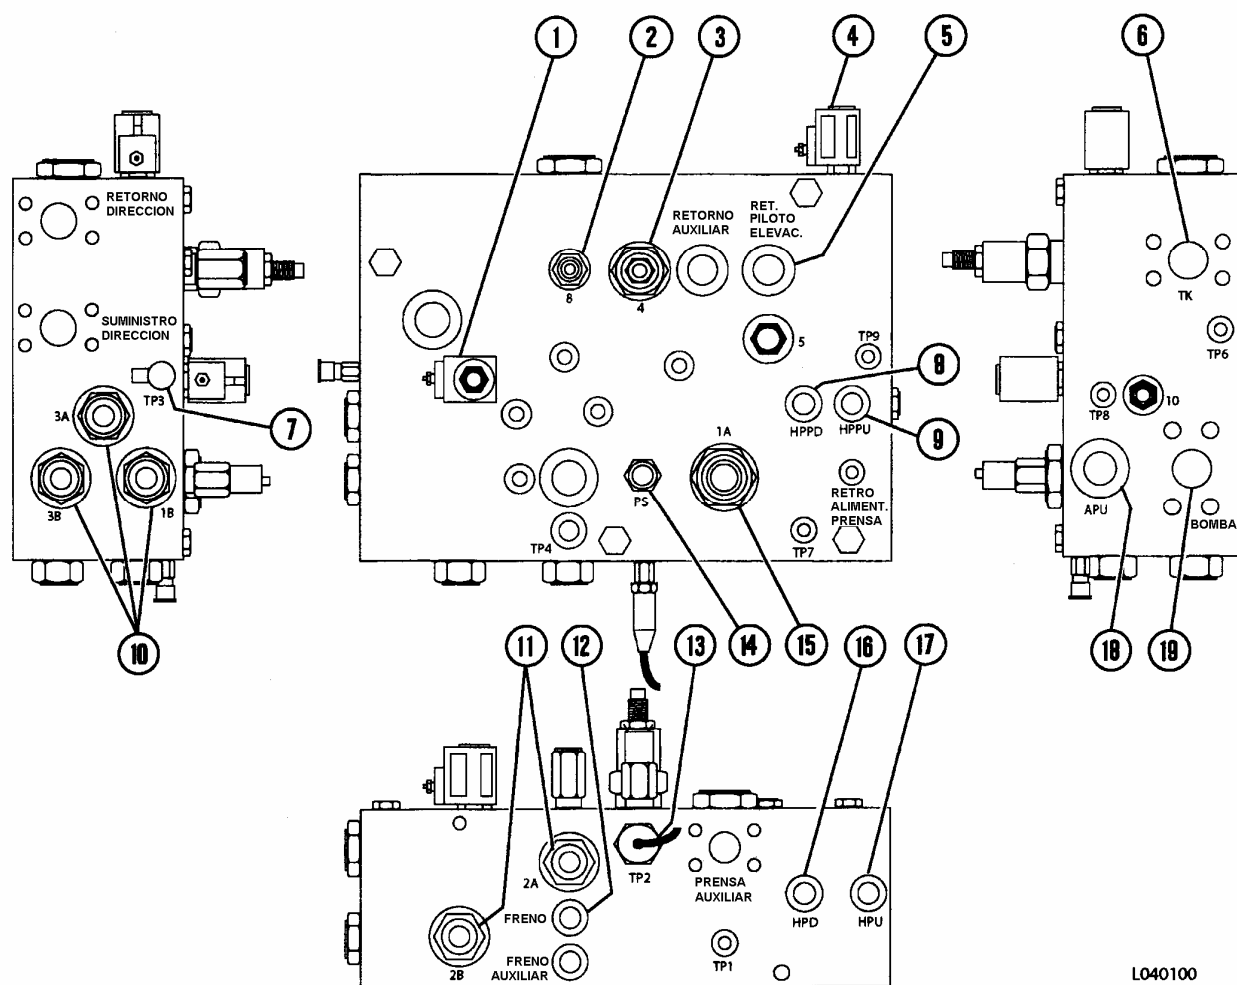 1
2
3
4
5
6
RETORNO
DIRECCION
SUMINISTRO
DIRECCION
TP3
3A
3B
1B
7
10
RETORNO
AUXILIAR
RET.
PILOTO
ELEVAC.
8
4
5
TP9
8
HPPD
HPPU
9
1A
PS
RETRO
ALIMENT.
PRENSA
TP4
TP7
TK
TP6
TP8
10
APU
BOMBA
11
12
13
14
15
16
17
18
19
2A
TP2
PRENSA
AUXILIAR
HPD
HPU
FRENO
2B
FRENO
AUXILIAR
TP1
L040100